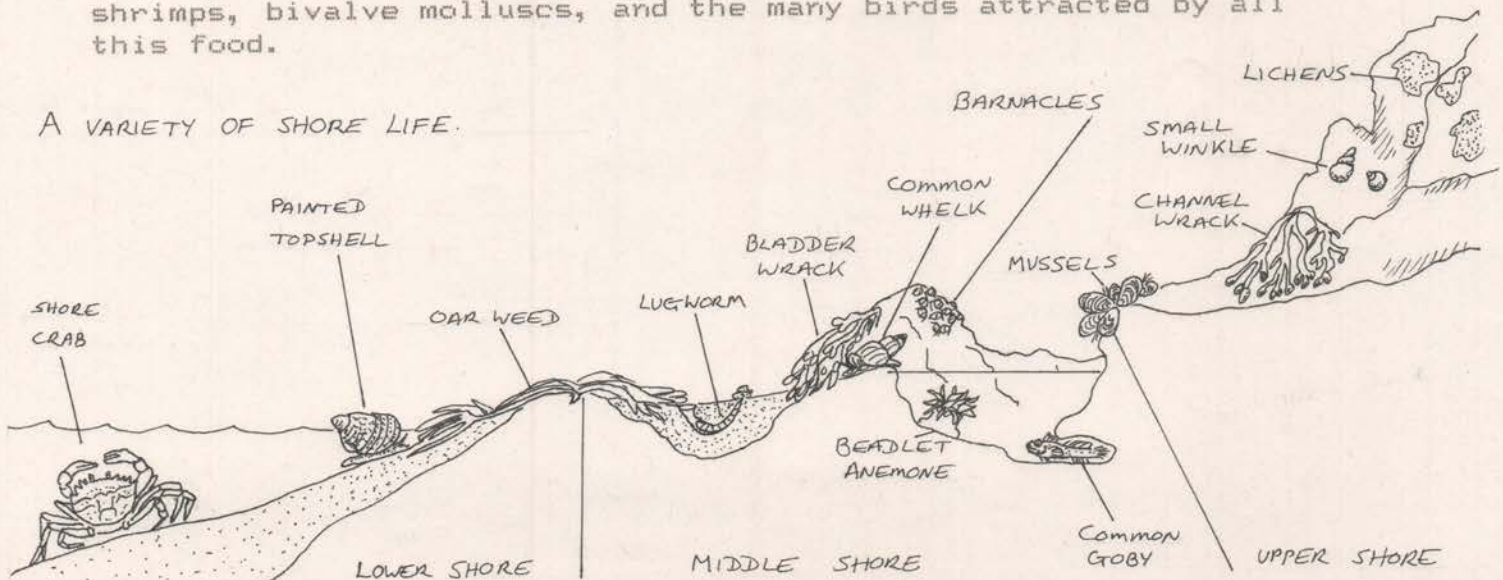 shrimps, bivalve molluscs, and the many birds attracted by all
this food.
A VARIETY OF SHORE LIFE.
LICHENS
BARNACLES
SMALL
WINKLE
COMMON
WHELK
CHANNEL
WRACK
PAINTED
TOPSHELL
BLADDER
WRACK
MUSSELS
SHORE
CRAB
OAR WEED
LUGWORM
BEADLET
ANEMONE
COMMON
GOBY
LOWER SHORE
MIDDLE SHORE
UPPER SHORE